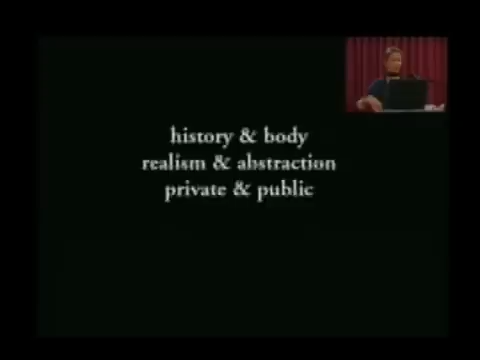 history & body
realism & abstraction
private & public